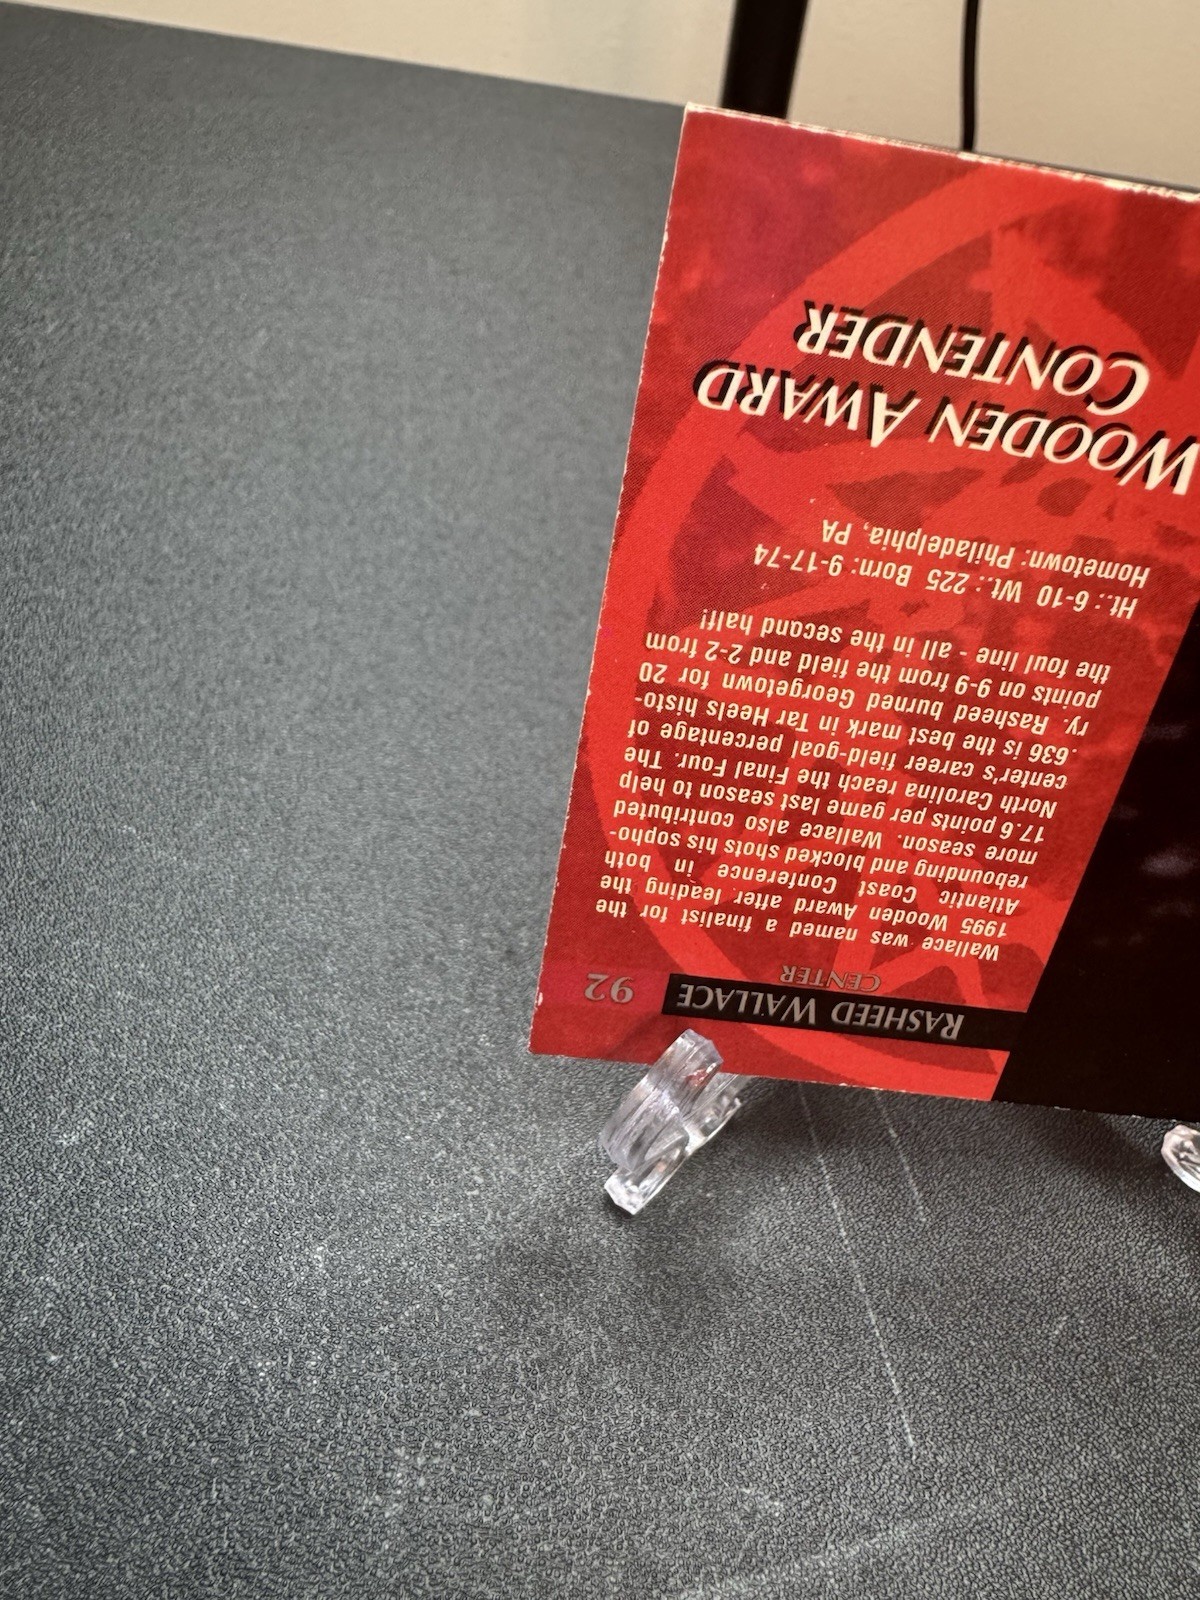 92
RASHEED WALLACE
CENTER
Wallace was named a finalist for the
1995 Wooden Award after leading the
Atlantic Coast Conference in both
rebounding and blocked shots his sopho-
more season. Wallace also contributed
17.6 points per game last season to help
North Carolina reach the Final Four. The
center's career field-goal percentage of
.636 is the best mark in Tar Heels histo-
ry. Rasheed burned Georgetown for 20
points on 9-9 from the field and 2-2 from
the foul line - all in the second half!
Ht.: 6-10 Wt.: 225 Born: 9-17-74
Hometown: Philadelphia, PA
WOODEN AWARD
CONTENDER